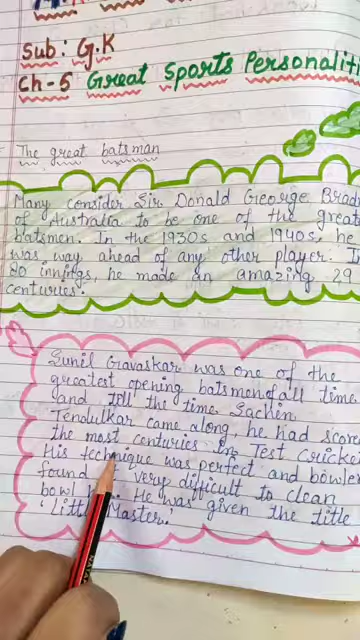 Sub: G.K
Ch-5 Great Sports Personaliti
The great batsman
Many consider Sir Donald George Brad
of Australia to be one of the great
batsmen. In the 1930s and 1940s, he
was way ahead of any other player. In
20 innings, he made an amazing 29
centuries.
Sunil Gavaskar was one of the
greatest opening batsmen of all time
and till the time Sachin
Tendulkar came along, he had score
the most centuries in Test Cricke
His technique was perfect and bowler
found it very difficult to clean
bowl He was given the title
'Little Master.'